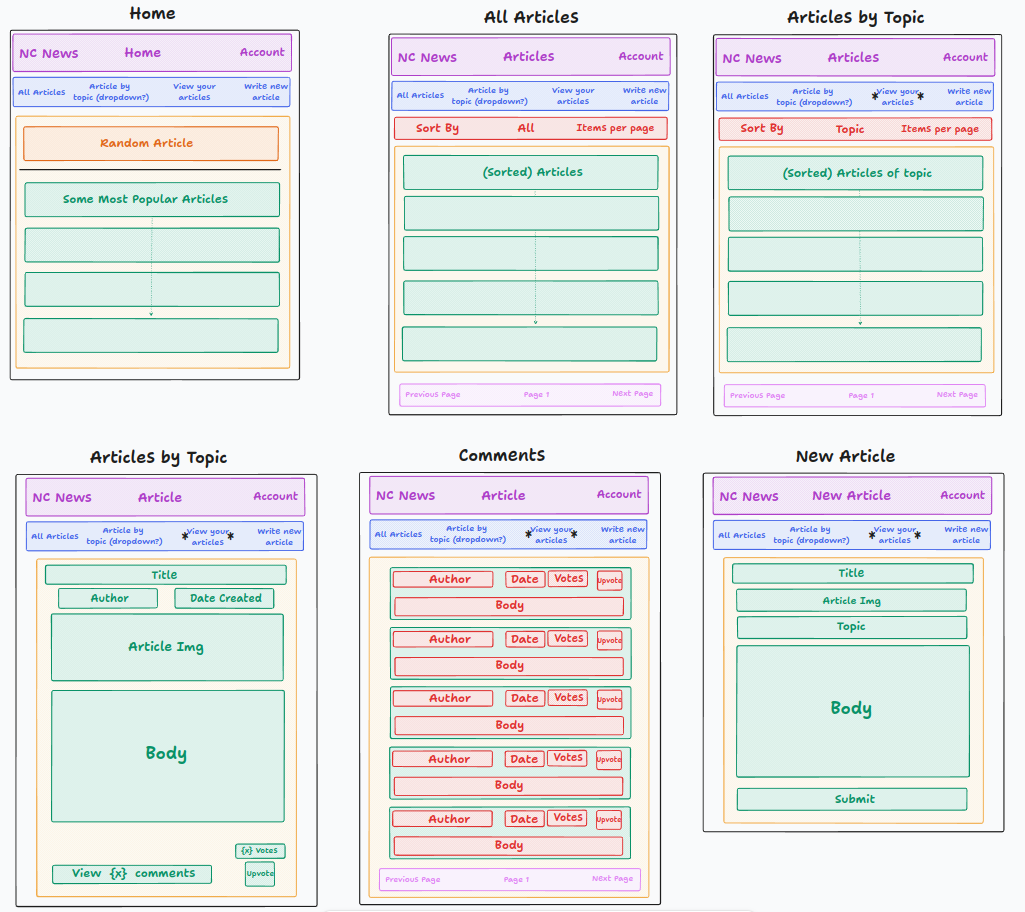 Home
NC News Home Account
All Articles Article by topic (dropdown?) View your articles Write new article
Random Article
Some Most Popular Articles
All Articles
NC News Articles Account
All Articles Article by topic (dropdown?) View your articles Write new article
Sort By All Items per page
(Sorted) Articles
Previous Page Page 1 Next Page
Articles by Topic
NC News Articles Account
All Articles Article by topic (dropdown?) *View your articles* Write new article
Sort By Topic Items per page
(Sorted) Articles of topic
Previous Page Page 1 Next Page
Articles by Topic
NC News Article Account
All Articles Article by topic (dropdown?) *View your articles* Write new article
Title
Author Date Created
Article Img
Body
{x} Votes
View {x} comments Upvote
Comments
NC News Article Account
All Articles Article by topic (dropdown?) *View your articles* Write new article
Author Date Votes Upvote
Body
Author Date Votes Upvote
Body
Author Date Votes Upvote
Body
Author Date Votes Upvote
Body
Author Date Votes Upvote
Body
Previous Page Page 1 Next Page
New Article
NC News New Article Account
All Articles Article by topic (dropdown?) *View your articles* Write new article
Title
Article Img
Topic
Body
Submit